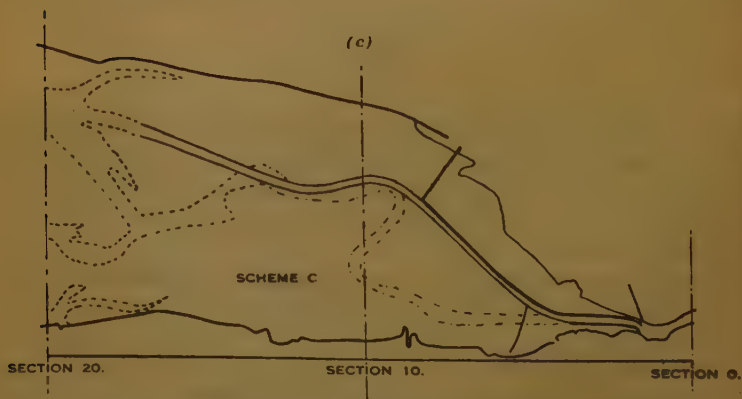 (c)
SCHEME C
SECTION 20.
SECTION 10.
SECTION 0.